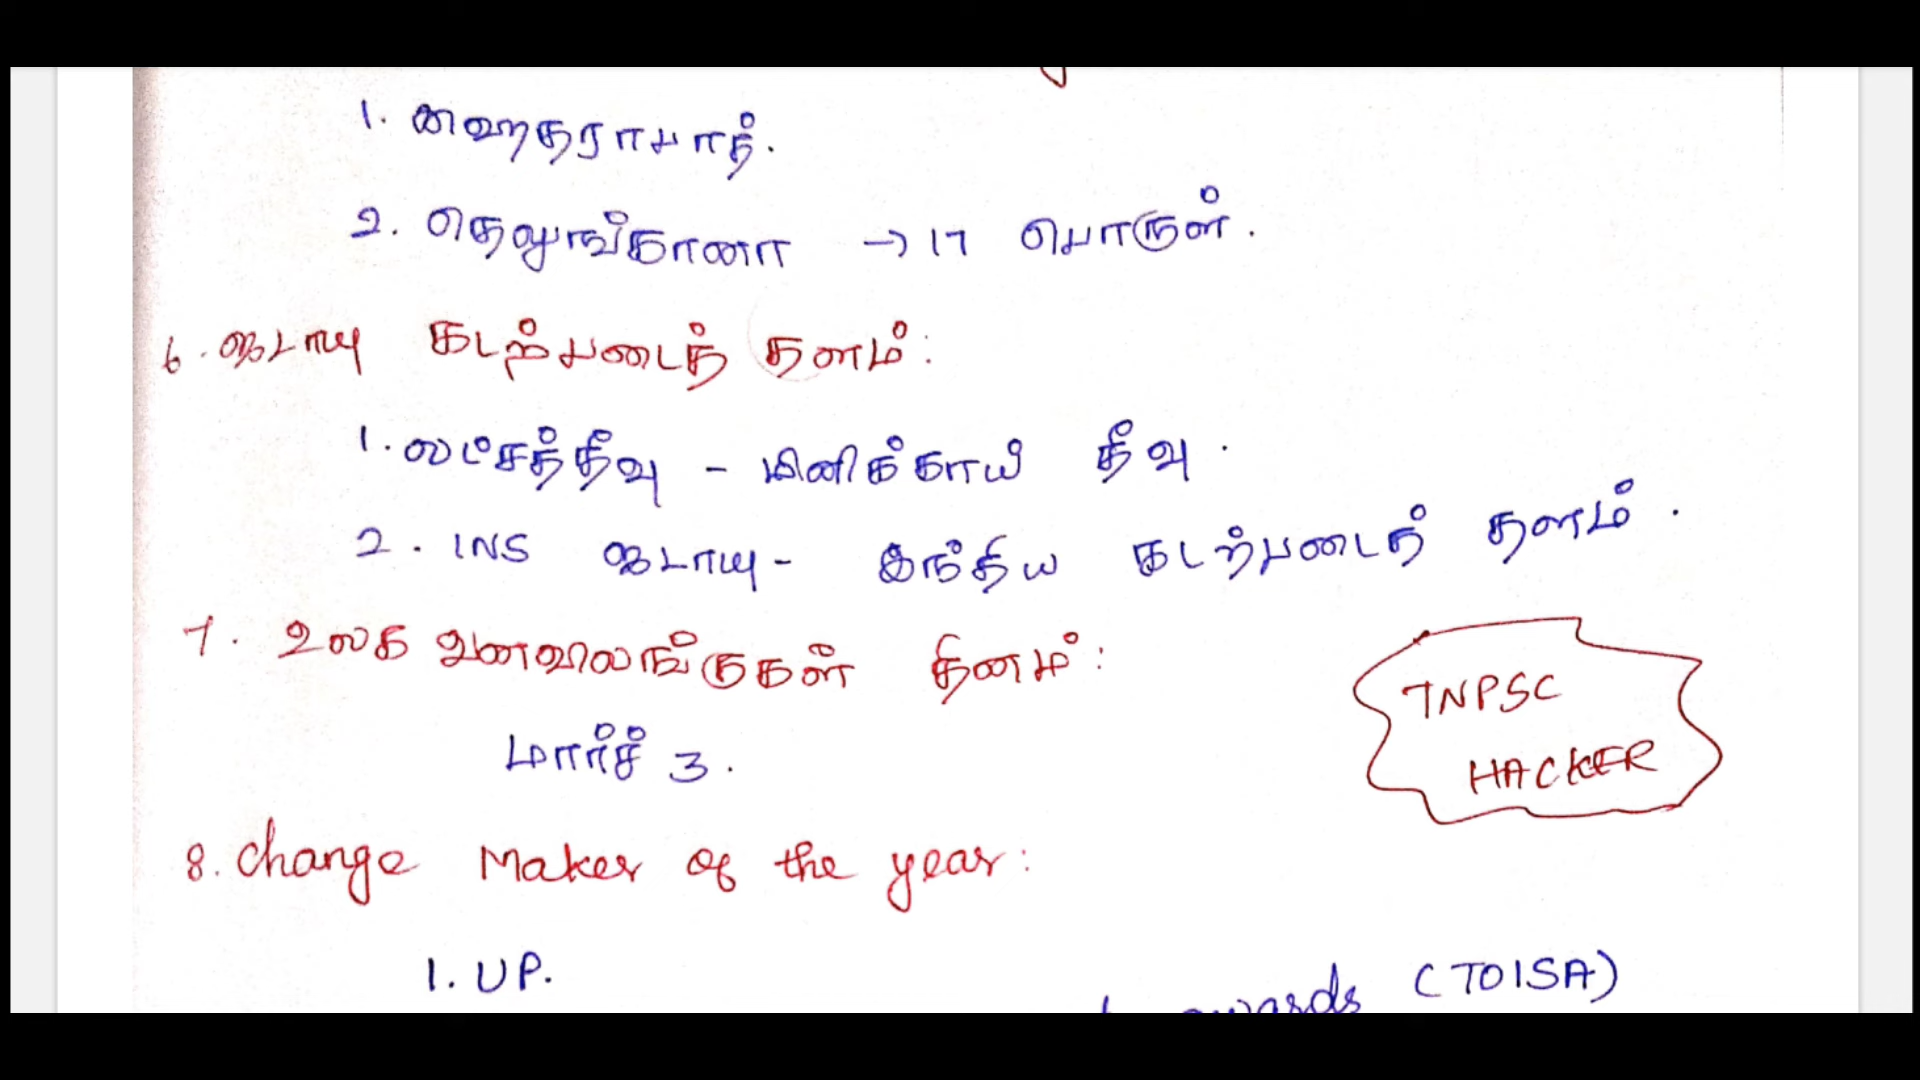 1. ஹைதராபாத்.
2. தெலுங்கானா → 17 பொருள்.
6. ஜடாயு கடற்படைத் தளம் :
1. லட்சத்தீவு - மினிக்காய் தீவு.
2. INS ஜடாயு - இந்திய கடற்படைத் தளம்.
7. உலக வனவிலங்குகள் தினம் :
மார்ச் 3.
TNPSC
HACKER
8. Change Maker of the year :
1. UP.
awards (TOISA)